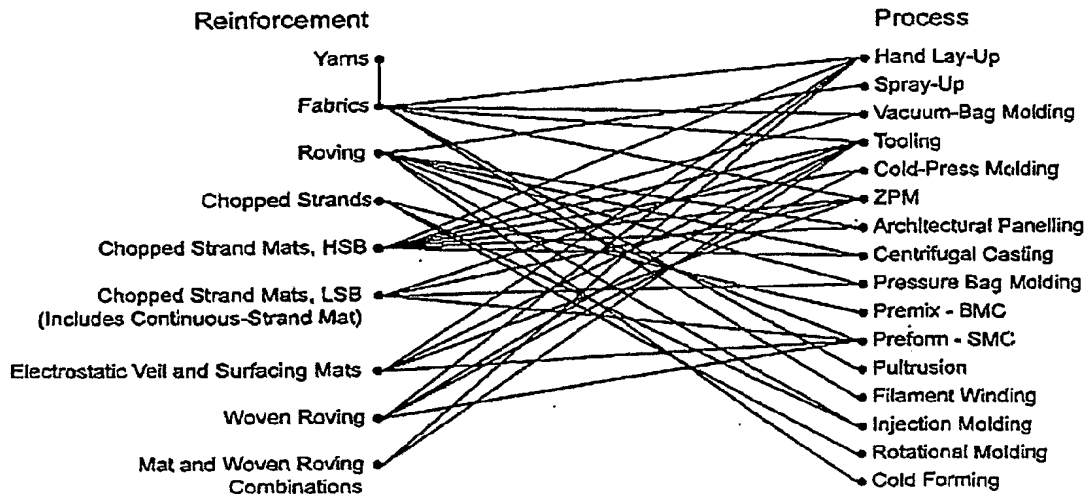 Reinforcement
Yarns
Fabrics
Roving
Chopped Strands
Chopped Strand Mats, HSB
Chopped Strand Mats, LSB
(Includes Continuous-Strand Mat)
Electrostatic Veil and Surfacing Mats
Woven Roving
Mat and Woven Roving
Combinations
Process
Hand Lay-Up
Spray-Up
Vacuum-Bag Molding
Tooling
Cold-Press Molding
ZPM
Architectural Panelling
Centrifugal Casting
Pressure Bag Molding
Premix - BMC
Preform - SMC
Pultrusion
Filament Winding
Injection Molding
Rotational Molding
Cold Forming